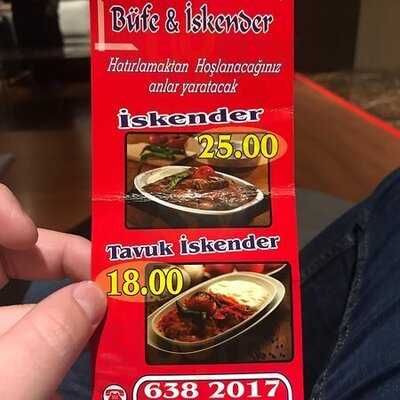 Büfe & İskender
Hatırlamaktan Hoşlanacağınız
anlar yaratacak
İskender
25.00
Tavuk İskender
18.00
638 2017